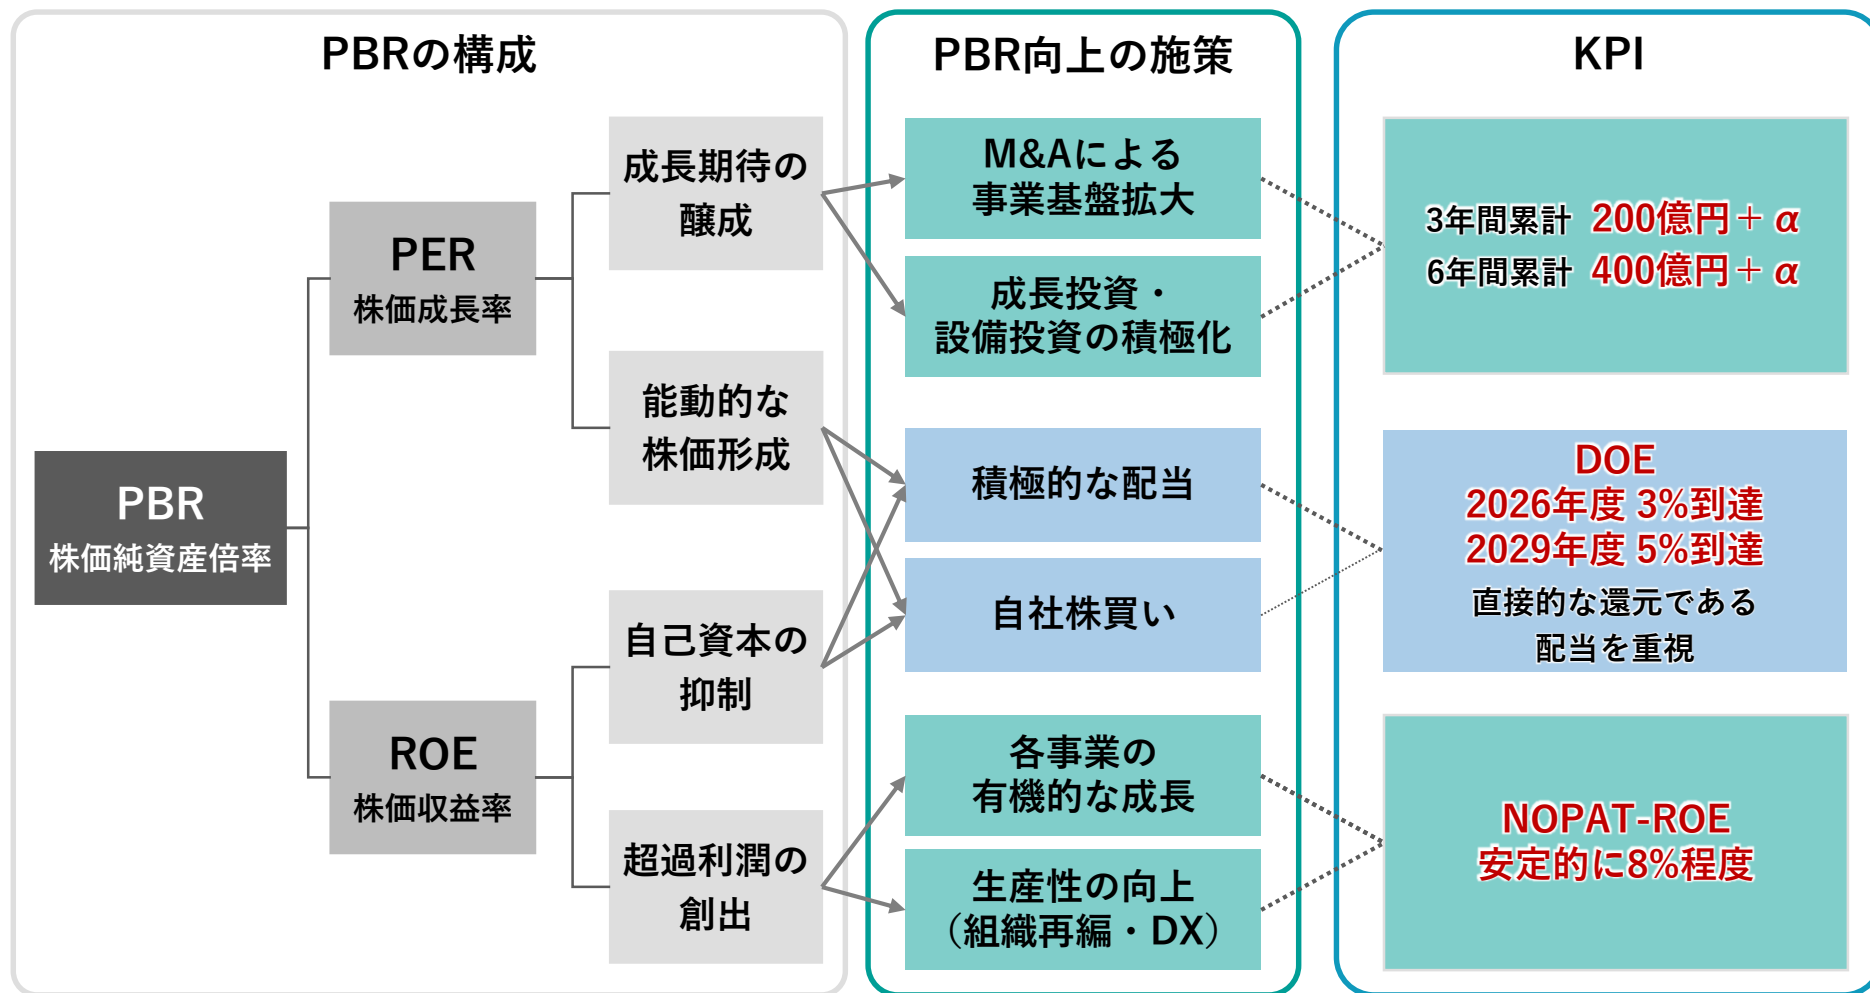 PBRの構成
PBR
株価純資産倍率
PER
株価成長率
ROE
株価収益率
成長期待の
醸成
能動的な
株価形成
自己資本の
抑制
超過利潤の
創出
PBR向上の施策
M&Aによる
事業基盤拡大
成長投資・
設備投資の積極化
積極的な配当
自社株買い
各事業の
有機的な成長
生産性の向上
（組織再編・DX）
KPI
3年間累計 200億円＋α
6年間累計 400億円＋α
DOE
2026年度 3%到達
2029年度 5%到達
直接的な還元である
配当を重視
NOPAT-ROE
安定的に8%程度